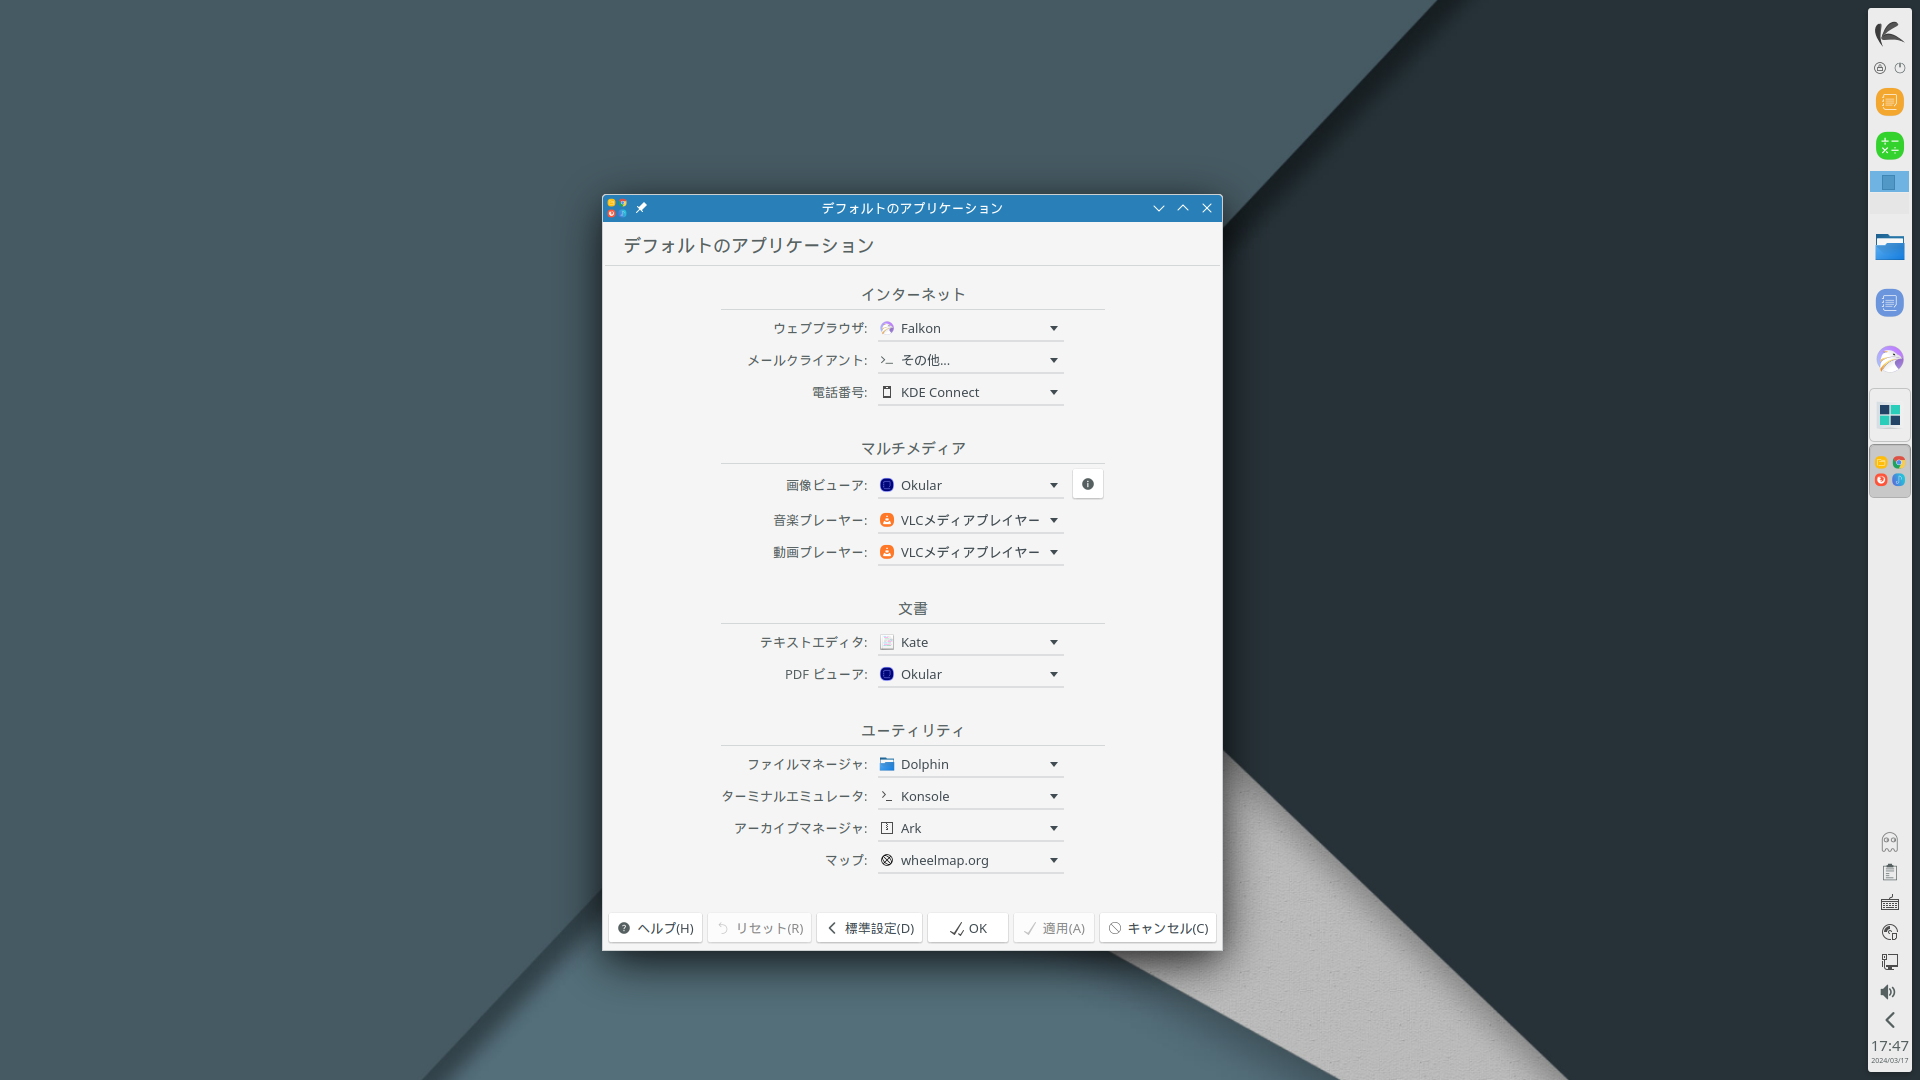 デフォルトのアプリケーション
デフォルトのアプリケーション
インターネット
ウェブブラウザ: Falkon
メールクライアント: その他...
電話番号: KDE Connect
マルチメディア
画像ビューア: Okular
音楽プレーヤー: VLCメディアプレイヤー
動画プレーヤー: VLCメディアプレイヤー
文書
テキストエディタ: Kate
PDF ビューア: Okular
ユーティリティ
ファイルマネージャ: Dolphin
ターミナルエミュレータ: Konsole
アーカイブマネージャ: Ark
マップ: wheelmap.org
ヘルプ(H) リセット(R) 標準設定(D) OK 適用(A) キャンセル(C)
17:47
2024/03/17